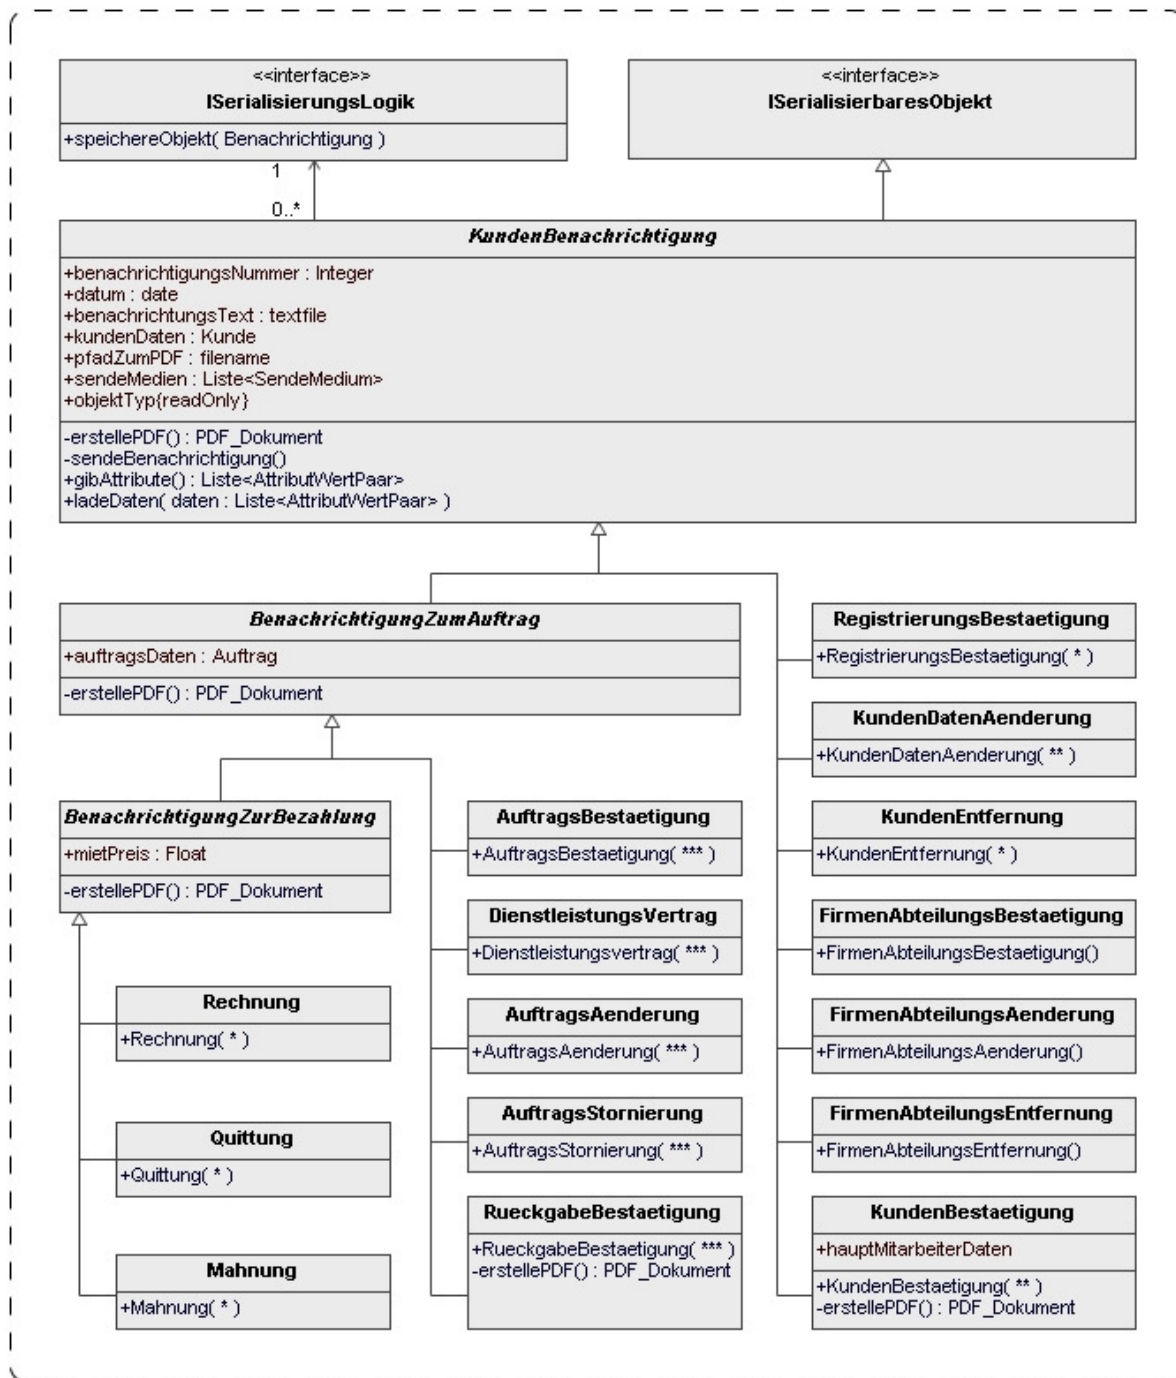 <<interface>>
ISerialisierungsLogik
+speichereObjekt( Benachrichtigung )
<<interface>>
ISerialisierbaresObjekt
1
0..*
KundenBenachrichtigung
+benachrichtigungsNummer : Integer
+datum : date
+benachrichtungsText : textfile
+kundenDaten : Kunde
+pfadZumPDF : filename
+sendeMedien : Liste<SendeMedium>
+objektTyp{readOnly}
-erstellePDF() : PDF_Dokument
-sendeBenachrichtigung()
+gibAttribute() : Liste<AttributWertPaar>
+ladeDaten( daten : Liste<AttributWertPaar> )
BenachrichtigungZumAuftrag
+auftragsDaten : Auftrag
-erstellePDF() : PDF_Dokument
BenachrichtigungZurBezahlung
+mietPreis : Float
-erstellePDF() : PDF_Dokument
Rechnung
+Rechnung( * )
Quittung
+Quittung( * )
Mahnung
+Mahnung( * )
AuftragsBestaetigung
+AuftragsBestaetigung( *** )
DienstleistungsVertrag
+Dienstleistungsvertrag( *** )
AuftragsAenderung
+AuftragsAenderung( *** )
AuftragsStornierung
+AuftragsStornierung( *** )
RueckgabeBestaetigung
+RueckgabeBestaetigung( *** )
-erstellePDF() : PDF_Dokument
RegistrierungsBestaetigung
+RegistrierungsBestaetigung( * )
KundenDatenAenderung
+KundenDatenAenderung( ** )
KundenEntfernung
+KundenEntfernung( * )
FirmenAbteilungsBestaetigung
+FirmenAbteilungsBestaetigung()
FirmenAbteilungsAenderung
+FirmenAbteilungsAenderung()
FirmenAbteilungsEntfernung
+FirmenAbteilungsEntfernung()
KundenBestaetigung
+hauptMitarbeiterDaten
+KundenBestaetigung( ** )
-erstellePDF() : PDF_Dokument